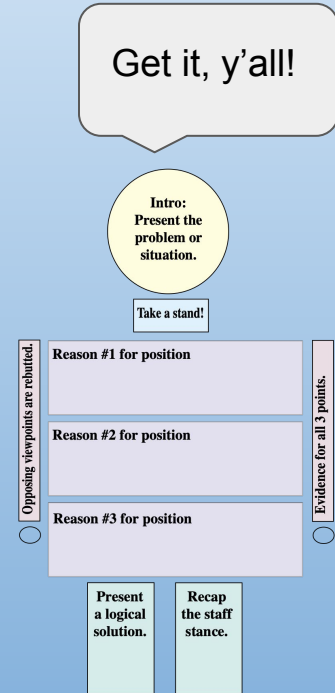 Get it, y'all!
Intro:
Present the
problem or
situation.
Take a stand!
Opposing viewpoints are rebutted.
Reason #1 for position
Reason #2 for position
Reason #3 for position
Evidence for all 3 points.
Present
a logical
solution.
Recap
the staff
stance.